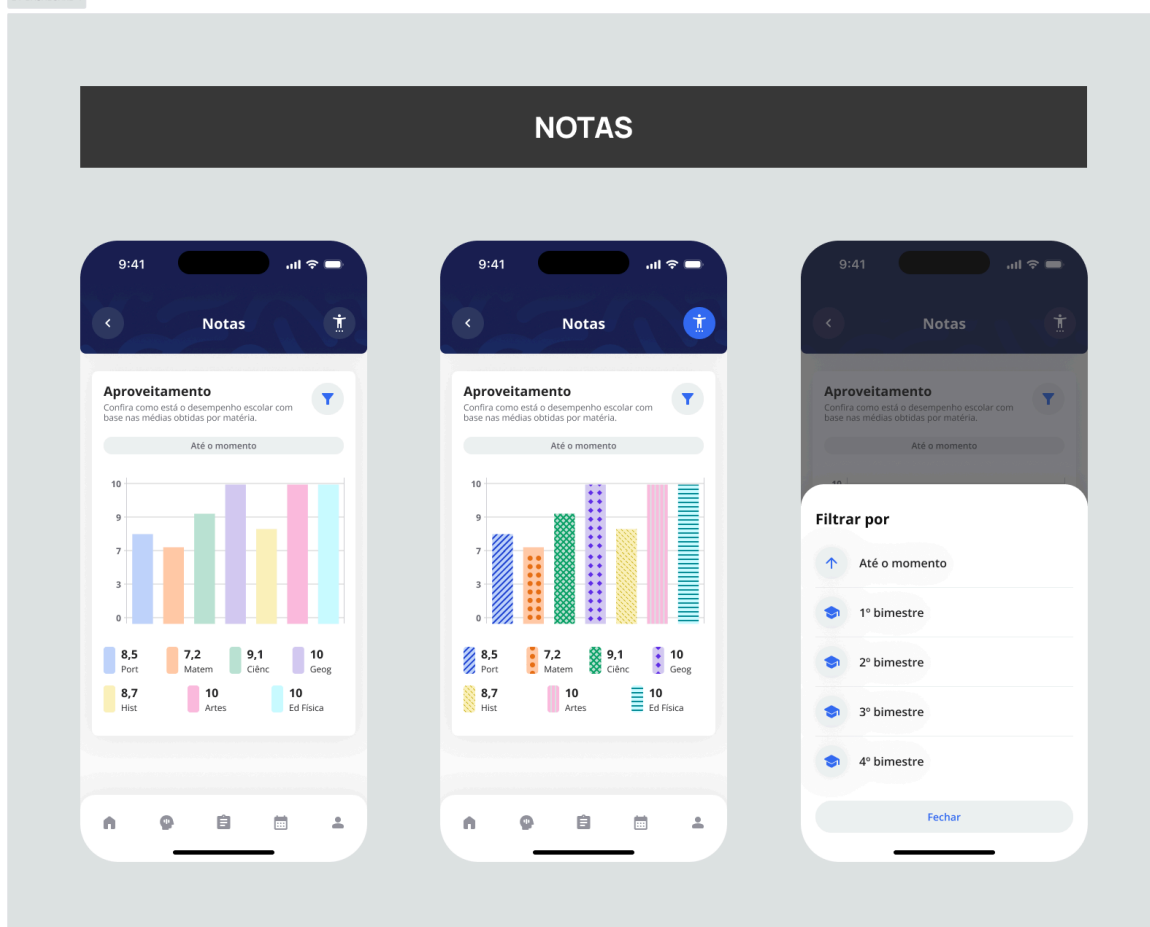 NOTAS
9:41
Notas
Aproveitamento
Confira como está o desempenho escolar com
base nas médias obtidas por matéria.
Até o momento
10
9
7
3
0
8,5
Port
7,2
Matem
9,1
Ciênc
10
Geog
8,7
Hist
10
Artes
10
Ed Física
9:41
Notas
Aproveitamento
Confira como está o desempenho escolar com
base nas médias obtidas por matéria.
Até o momento
10
9
7
3
0
8,5
Port
7,2
Matem
9,1
Ciênc
10
Geog
8,7
Hist
10
Artes
10
Ed Física
9:41
Notas
Aproveitamento
Confira como está o desempenho escolar com
base nas médias obtidas por matéria.
Até o momento
10
Filtrar por
Até o momento
1º bimestre
2º bimestre
3º bimestre
4º bimestre
Fechar